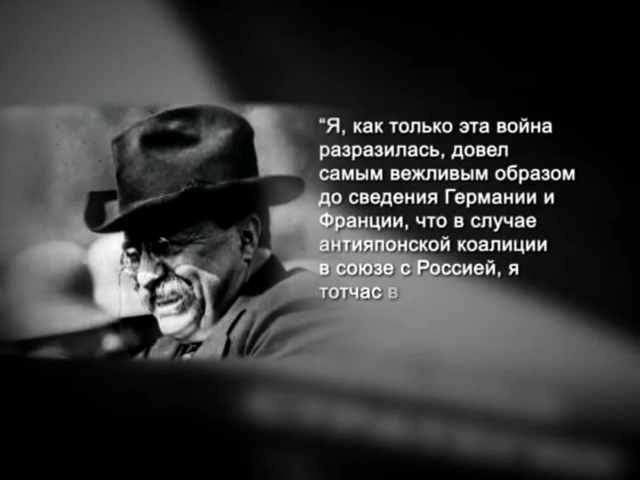 “Я, как только эта война
разразилась, довел
самым вежливым образом
до сведения Германии и
Франции, что в случае
антияпонской коалиции
в союзе с Россией, я
тотчас в